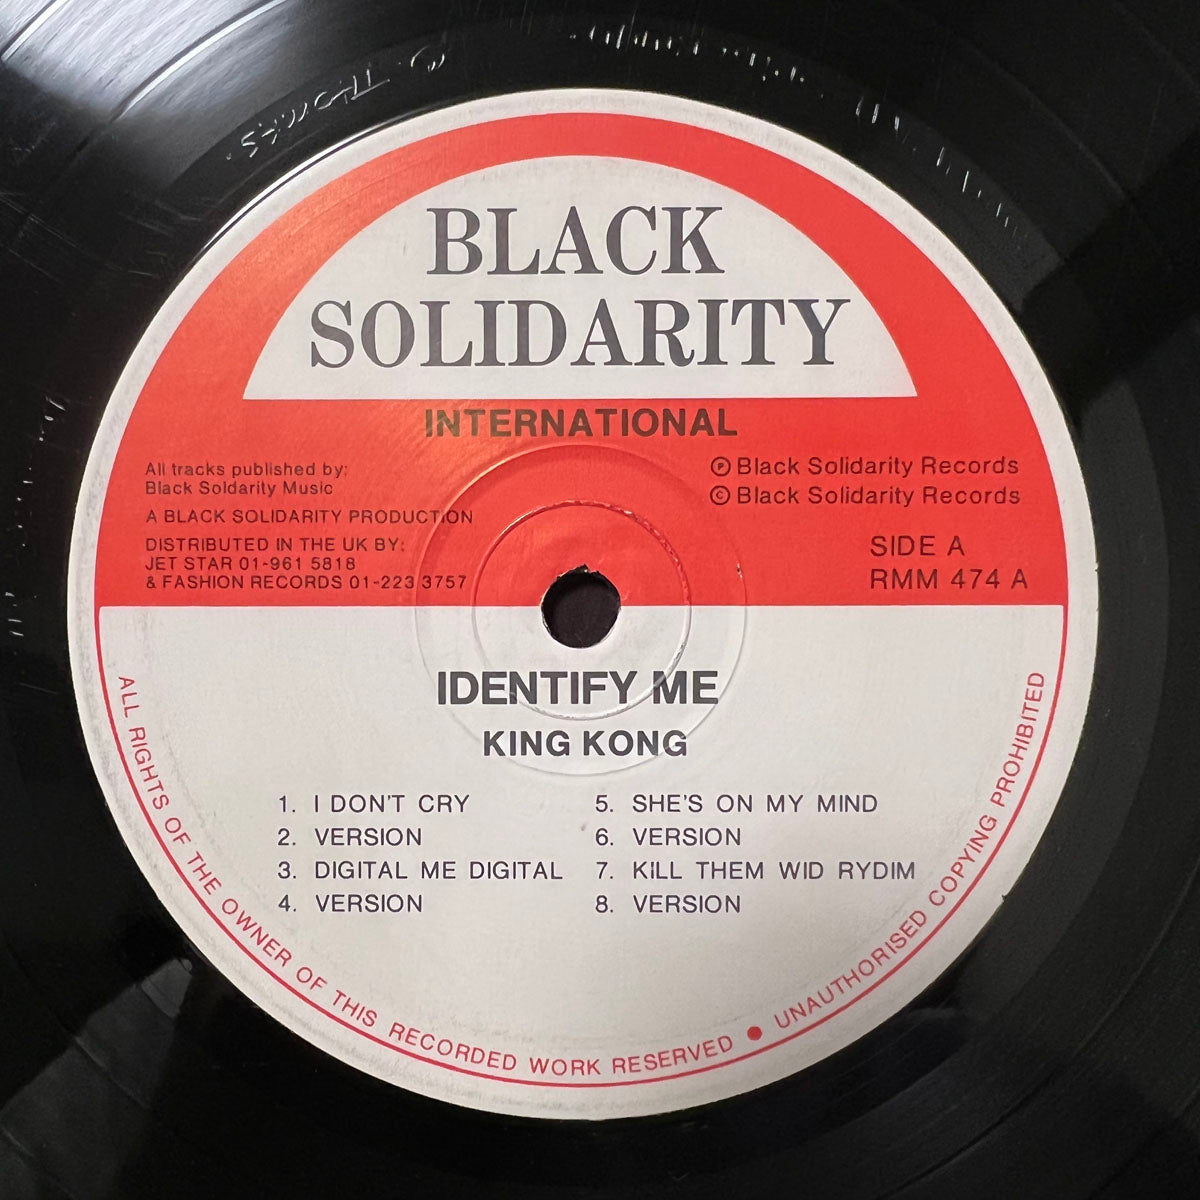 O. THOMAS.
BLACK
SOLIDARITY
INTERNATIONAL
All tracks published by:
Black Soldarity Music
A BLACK SOLIDARITY PRODUCTION
DISTRIBUTED IN THE UK BY:
JET STAR 01-961 5818
& FASHION RECORDS 01-223 3757
Ⓟ Black Solidarity Records
© Black Solidarity Records
SIDE A
RMM 474 A
IDENTIFY ME
KING KONG
1. I DON'T CRY
2. VERSION
3. DIGITAL ME DIGITAL
4. VERSION
5. SHE'S ON MY MIND
6. VERSION
7. KILL THEM WID RYDIM
8. VERSION
ALL RIGHTS OF THE OWNER OF THIS RECORDED WORK RESERVED ● UNAUTHORISED COPYING PROHIBITED